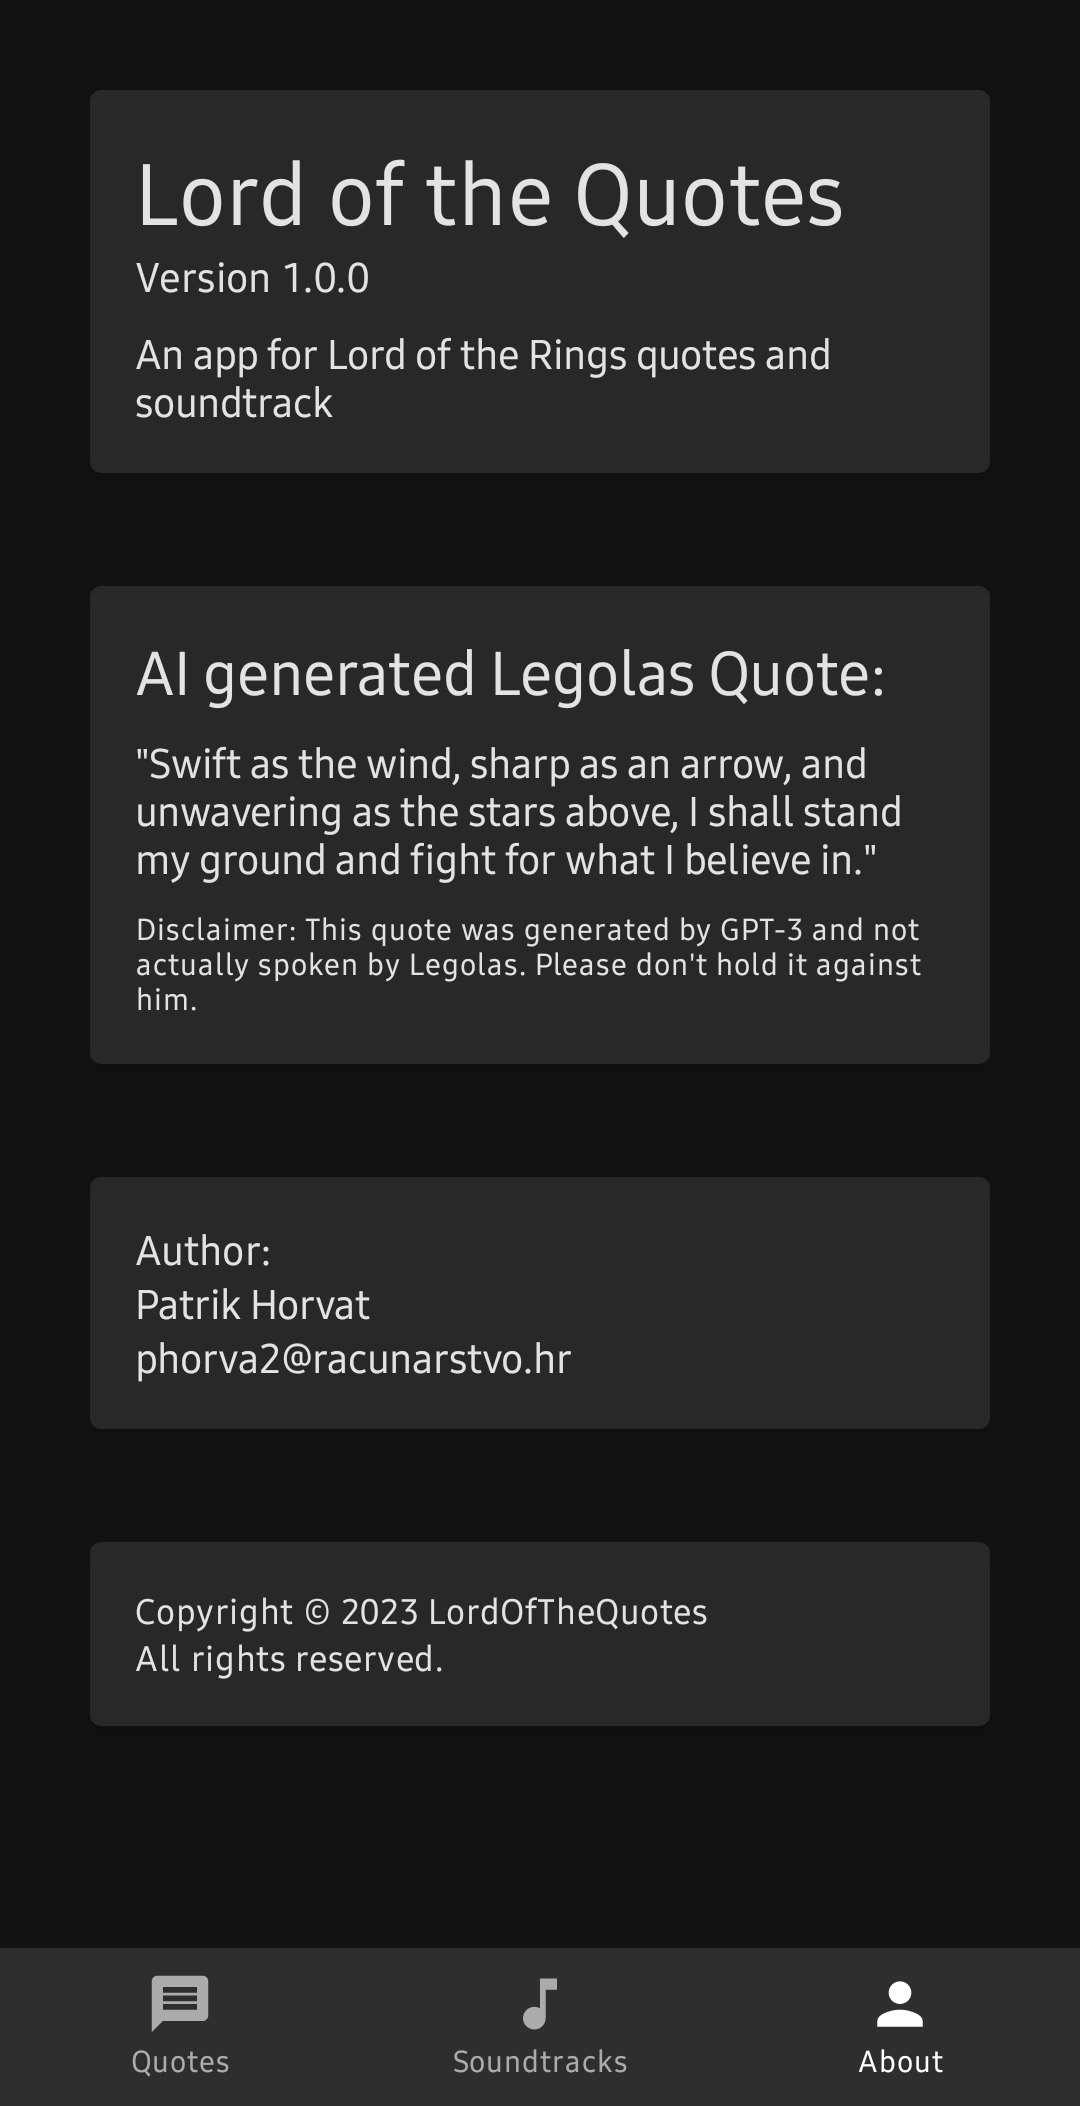 Lord of the Quotes
Version 1.0.0
An app for Lord of the Rings quotes and
soundtrack
AI generated Legolas Quote:
"Swift as the wind, sharp as an arrow, and
unwavering as the stars above, I shall stand
my ground and fight for what I believe in."
Disclaimer: This quote was generated by GPT-3 and not
actually spoken by Legolas. Please don't hold it against
him.
Author:
Patrik Horvat
phorva2@racunarstvo.hr
Copyright © 2023 LordOfTheQuotes
All rights reserved.
Quotes
Soundtracks
About